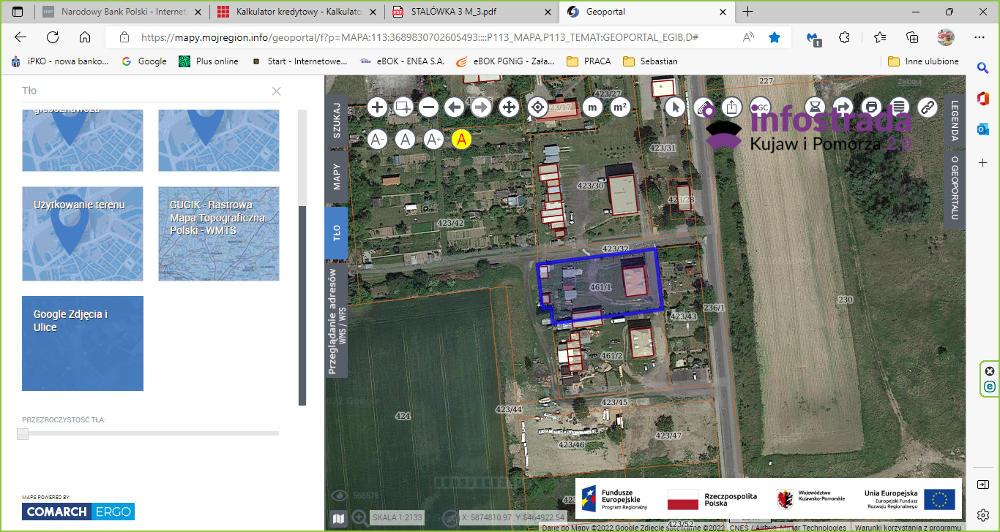 Narodowy Bank Polski - Internet
Kalkulator kredytowy - Kalkulato
STALÓWKA 3 M_3.pdf
Geoportal
https://mapy.mojregion.info/geoportal/f?p=MAPA:113:3689830702605493::::P113_MAPA,P113_TEMAT:GEOPORTAL_EGIB,D#
iPKO - nowa banko...
Google
Plus online
Start - Internetowe...
eBOK – ENEA S.A.
eBOK PGNiG - Zała...
PRACA
Sebastian
Inne ulubione
Tło
gleboznawcza
Użytkowanie terenu
GUGIK - Rastrowa
Mapa Topograficzna
Polski - WMTS
Google Zdjęcia i
Ulice
PRZEZROCZYSTOŚĆ TŁA:
MAPS POWERED BY:
COMARCH ERGO
SZUKAJ
MAPY
TŁO
Przeglądanie adresów
WMS / WFS
m
m²
GC
Zaloguj
A-
A
A+
A
infostrada
Kujaw i Pomorza 2.0
LEGENDA
O GEOPORTALU
227
423/27
423/17
423/31
423/30
423/28
423/42
423/32
461/1
423/43
236/1
230
461/2
423/45
423/44
424
423/47
423/46
423/52
568679
SKALA 1:2133
X: 5874810.97 Y: 6464922.54
Fundusze
Europejskie
Program Regionalny
Rzeczpospolita
Polska
Województwo
Kujawsko-Pomorskie
Unia Europejska
Europejski Fundusz
Rozwoju Regionalnego
Dane do Mapy ©2022 Google Zdjęcie satelitarne ©2022 CNES / Airbus, Maxar Technologies
Warunki korzystania z programu